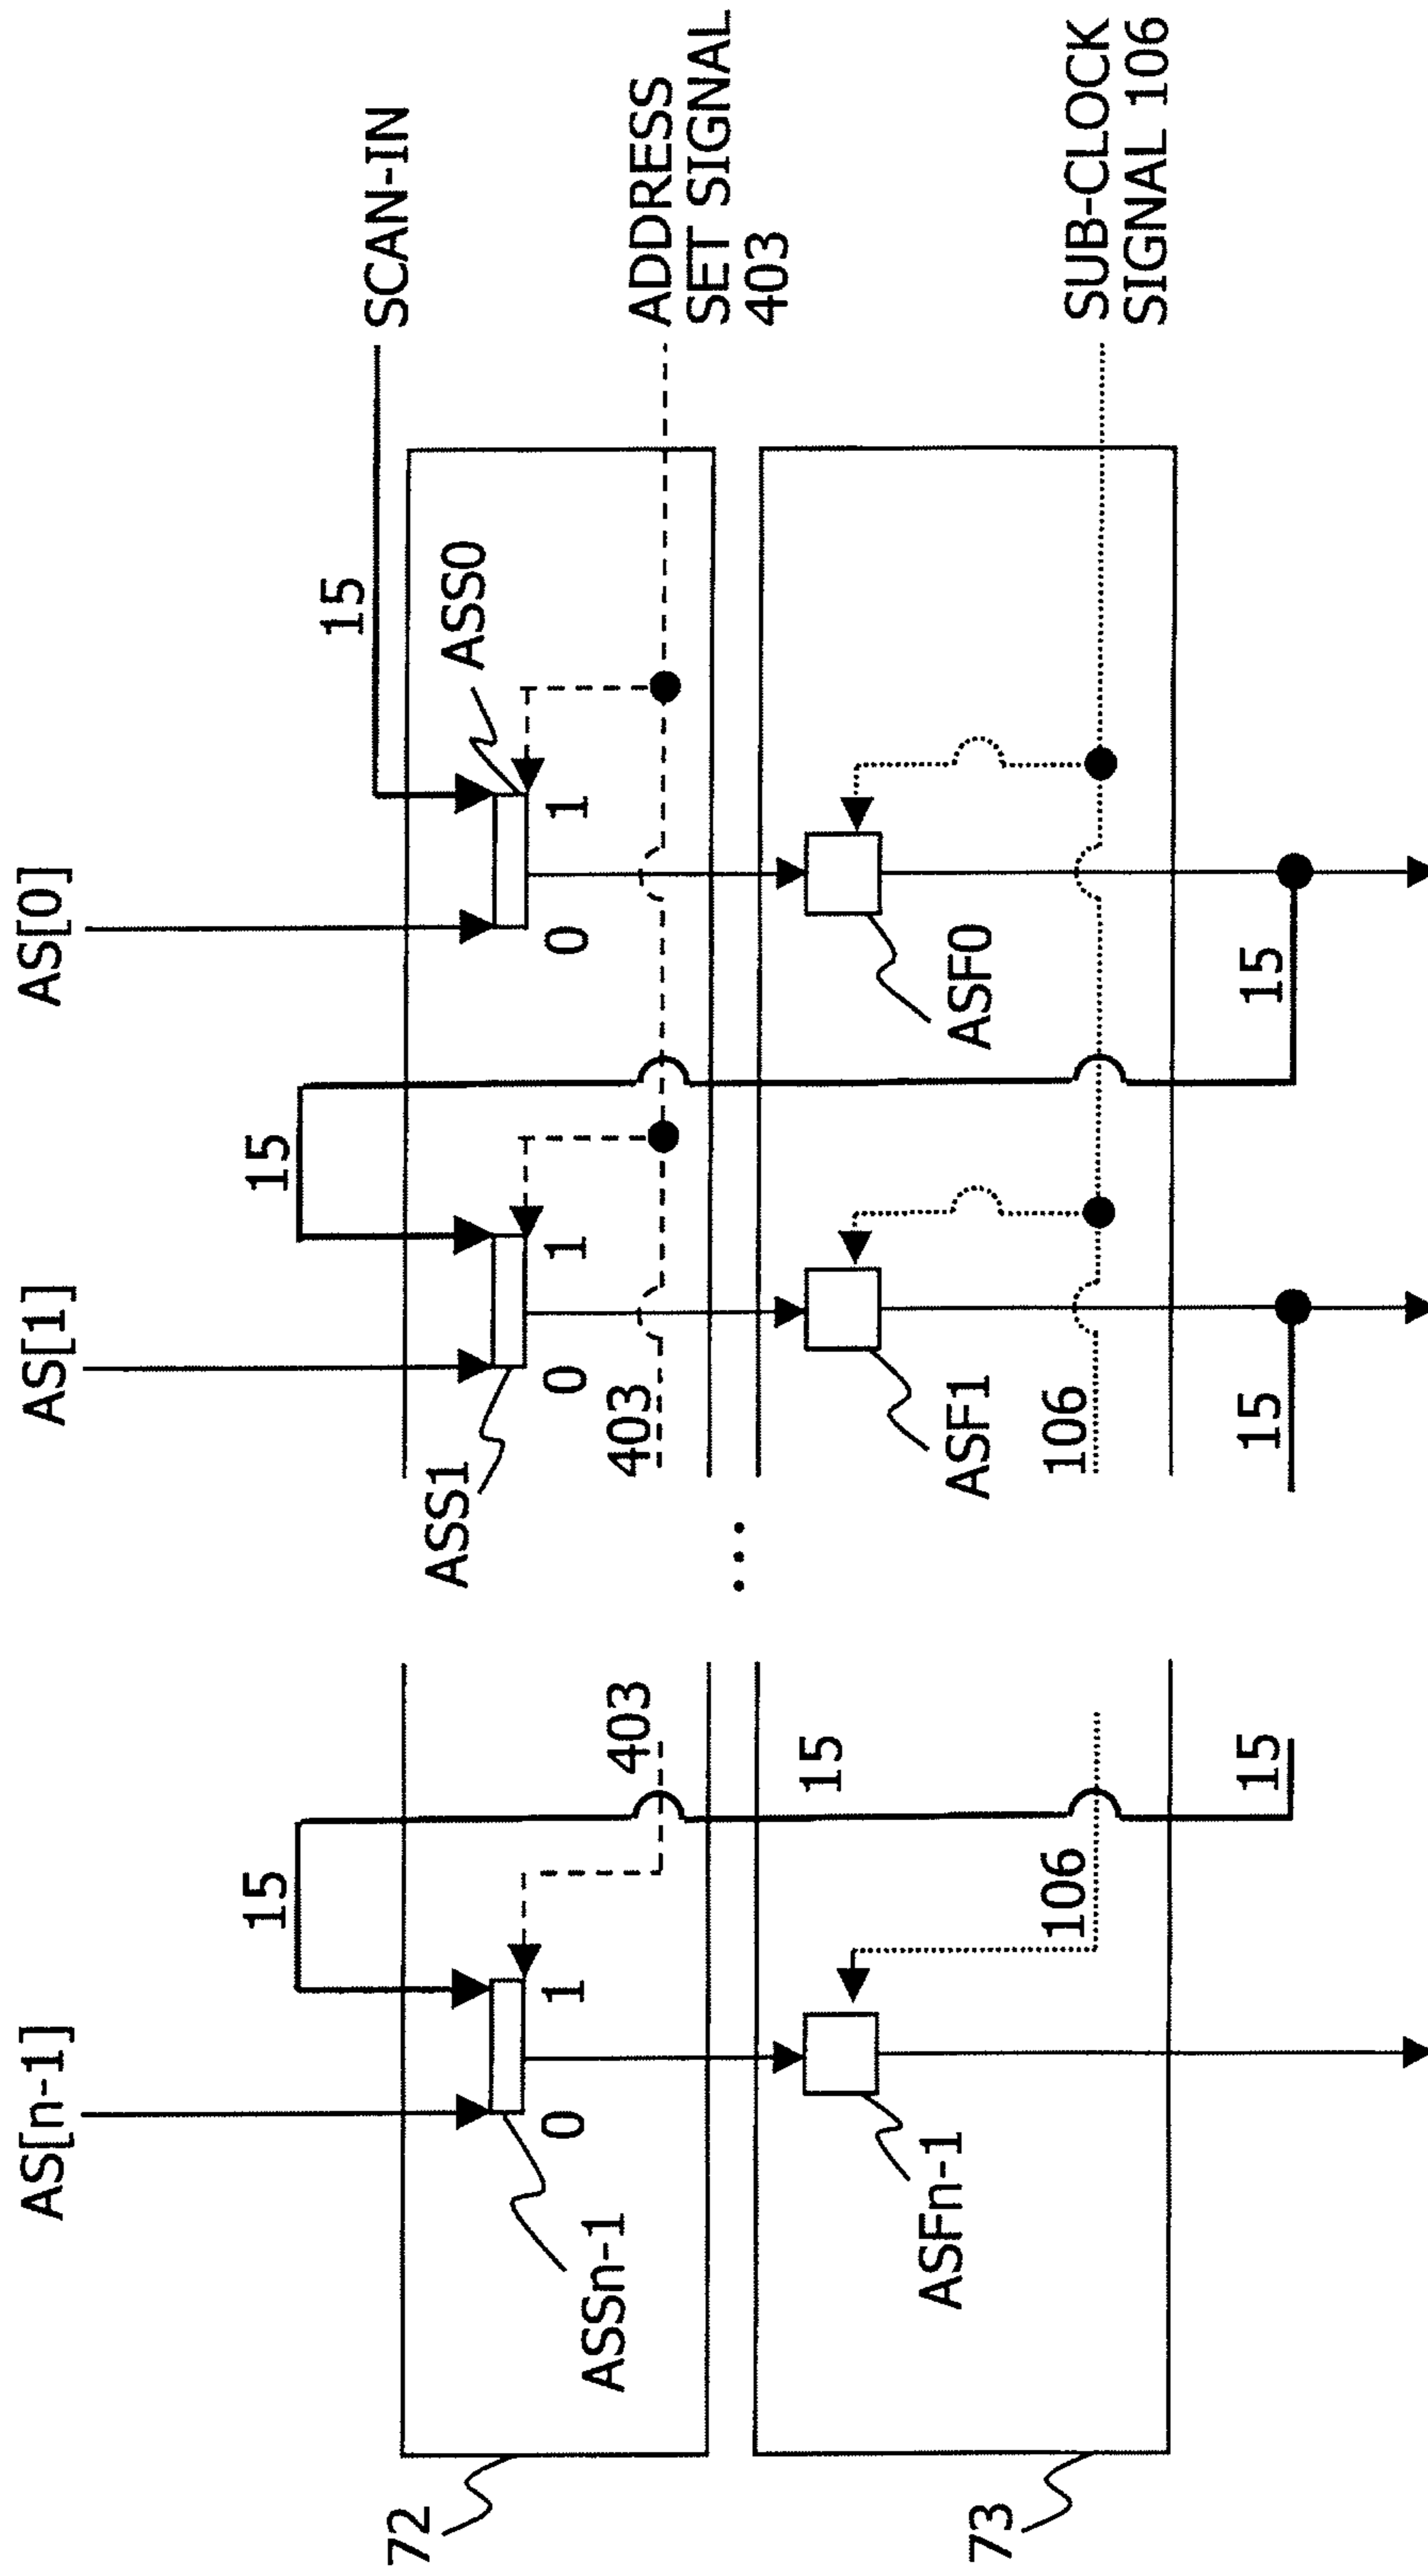 AS[n-1]
AS[1]
AS[0]
SCAN-IN
15
15
15
ASSn-1
0
1
403
ASS1
0
1
403
ASS0
0
1
ADDRESS
SET SIGNAL
403
72
...
15
ASFn-1
106
ASF1
106
ASF0
SUB-CLOCK
SIGNAL 106
73
15
15
15